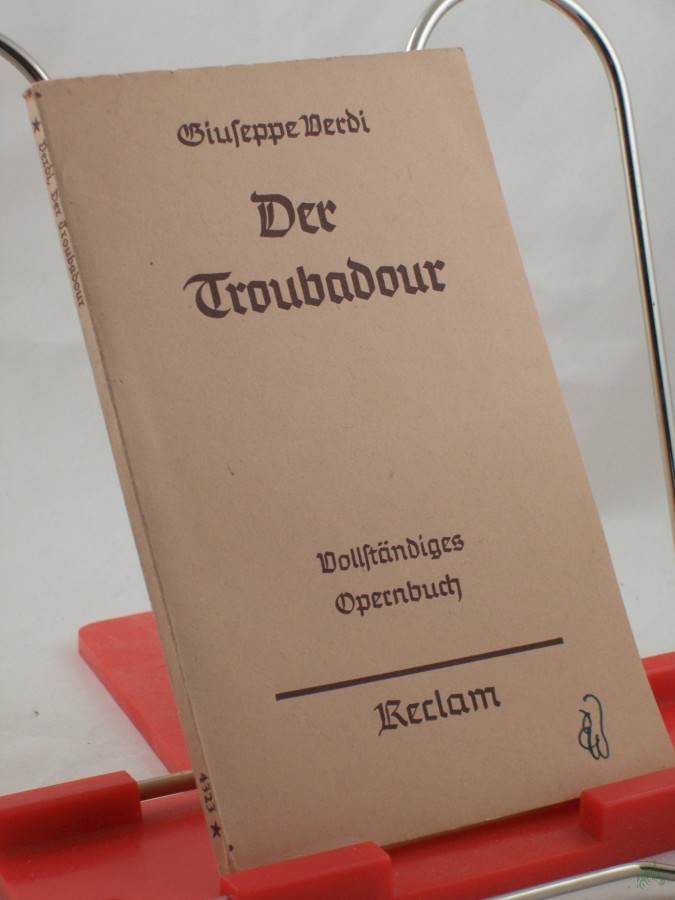 Giuseppe Verdi
Der
Troubadour
Vollständiges
Opernbuch
Reclam
★ Verdi, Der Troubadour
4323 ★